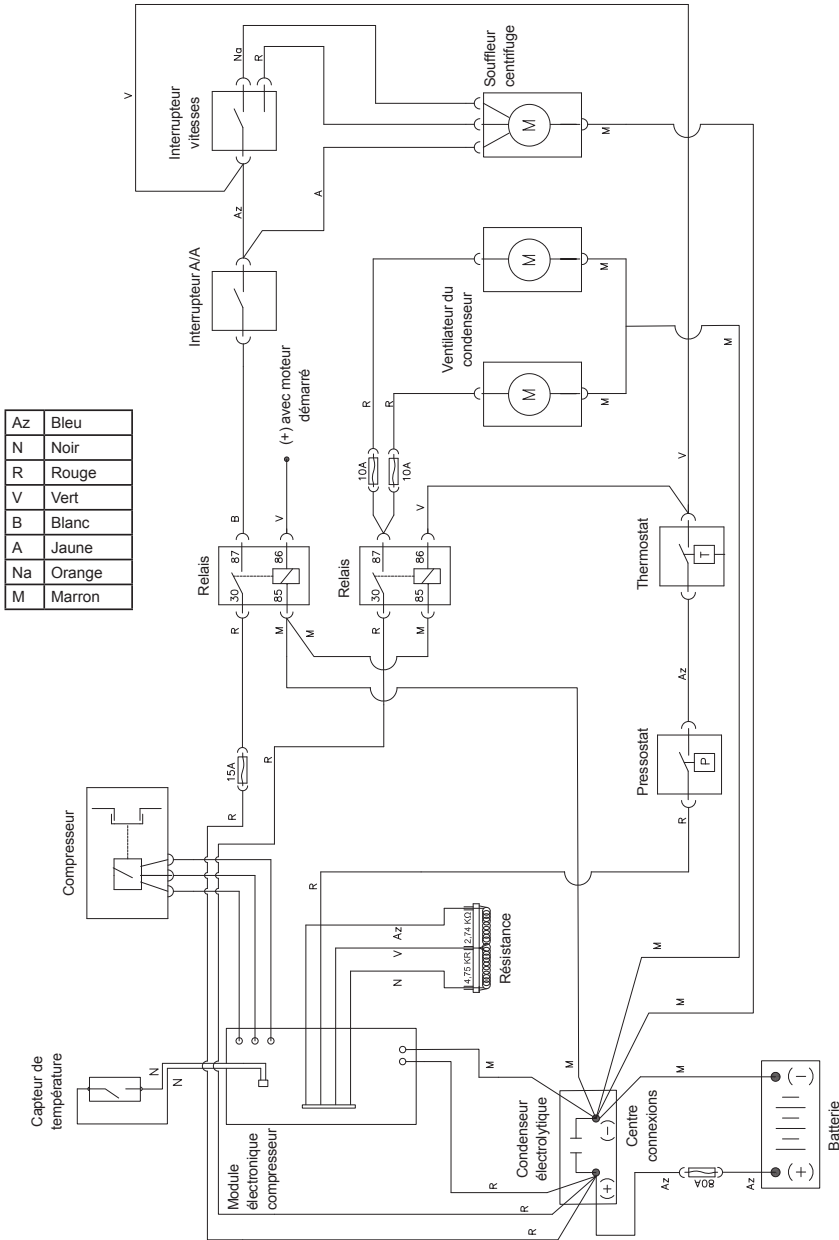 Az Bleu
N Noir
R Rouge
V Vert
B Blanc
A Jaune
Na Orange
M Marron
Capteur de
température
N
N
Compresseur
Module
électronique
compresseur
N
V
Az
4,75 KR
2,74 KΩ
Résistance
R
R
15A
R
R
R
R
R
M
M
Condenseur
électrolytique
(+)
(-)
Centre
connexions
Az
80A
Az
M
M
M
(+)
(-)
Batterie
Relais
30
87
85
86
R
M
M
B
V
(+) avec moteur
démarré
Relais
30
87
85
86
R
M
V
10A
10A
R
R
Interrupteur A/A
Az
A
Interrupteur
vitesses
V
Na
R
Souffleur
centrifuge
M
M
Ventilateur du
condenseur
M
M
M
M
M
Pressostat
P
R
Az
Thermostat
T
V